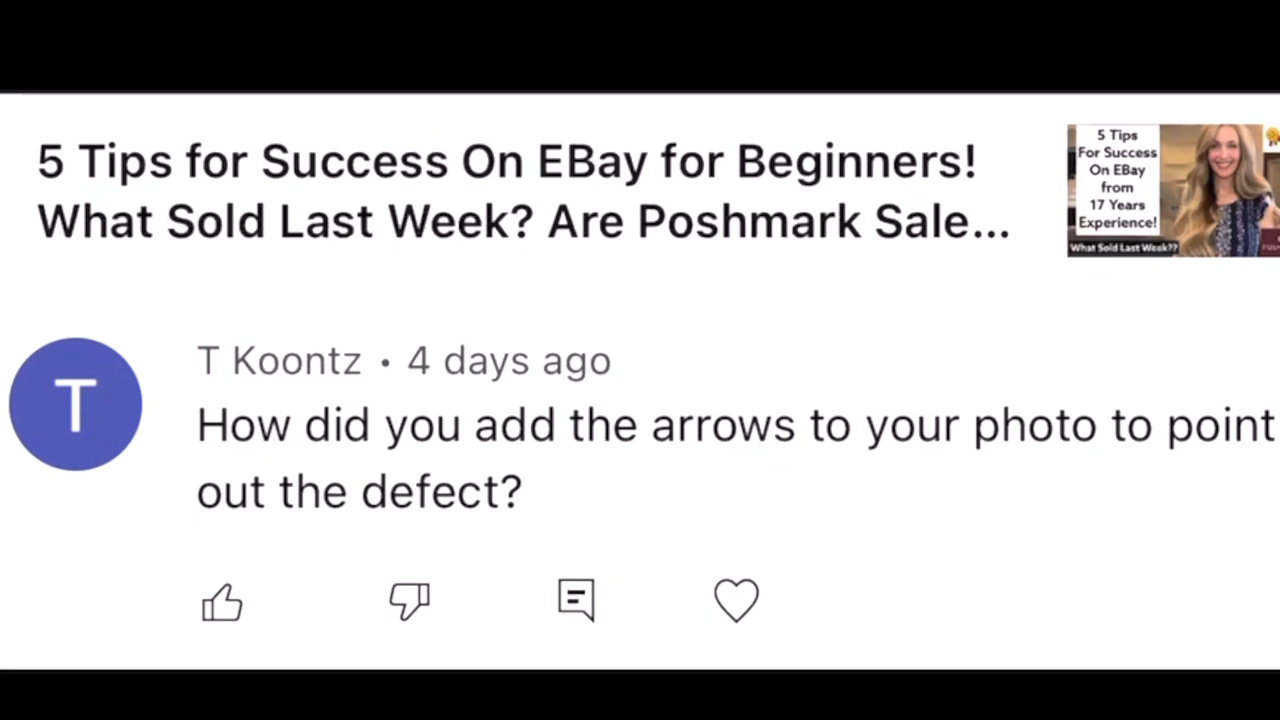 5 Tips for Success On EBay for Beginners!
What Sold Last Week? Are Poshmark Sale...
5 Tips
For Success
On EBay
from
17 Years
Experience!
What Sold Last Week??
T
T Koontz • 4 days ago
How did you add the arrows to your photo to point
out the defect?